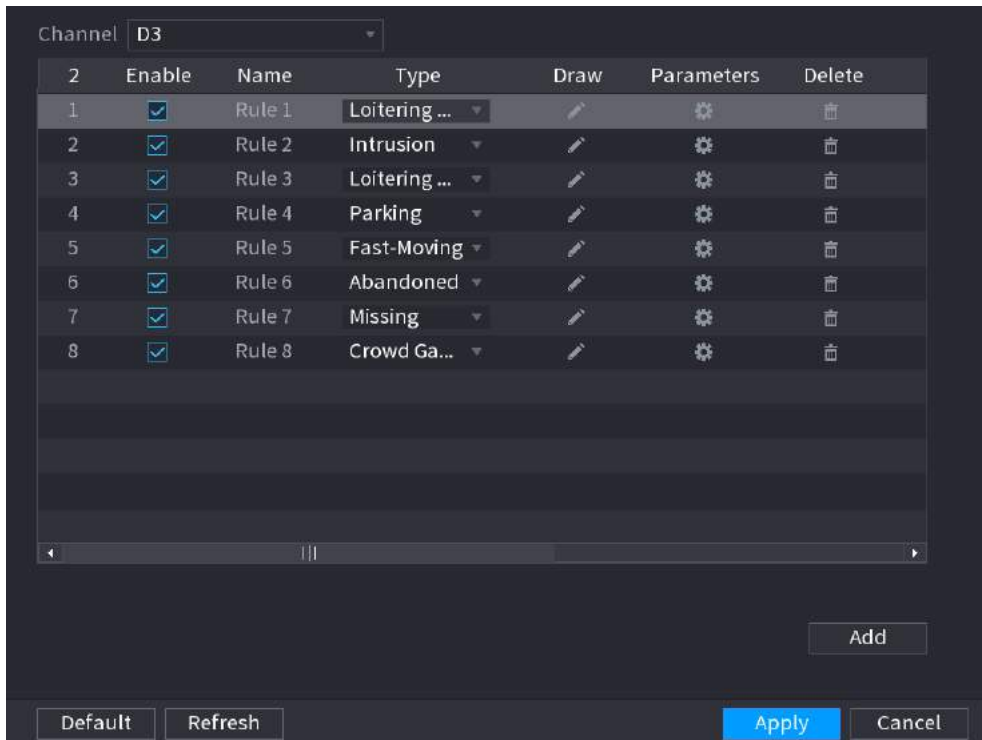 Channel D3
2 Enable Name Type Draw Parameters Delete
1 Rule 1 Loitering ...
2 Rule 2 Intrusion
3 Rule 3 Loitering ...
4 Rule 4 Parking
5 Rule 5 Fast-Moving
6 Rule 6 Abandoned
7 Rule 7 Missing
8 Rule 8 Crowd Ga...
Add
Default Refresh Apply Cancel